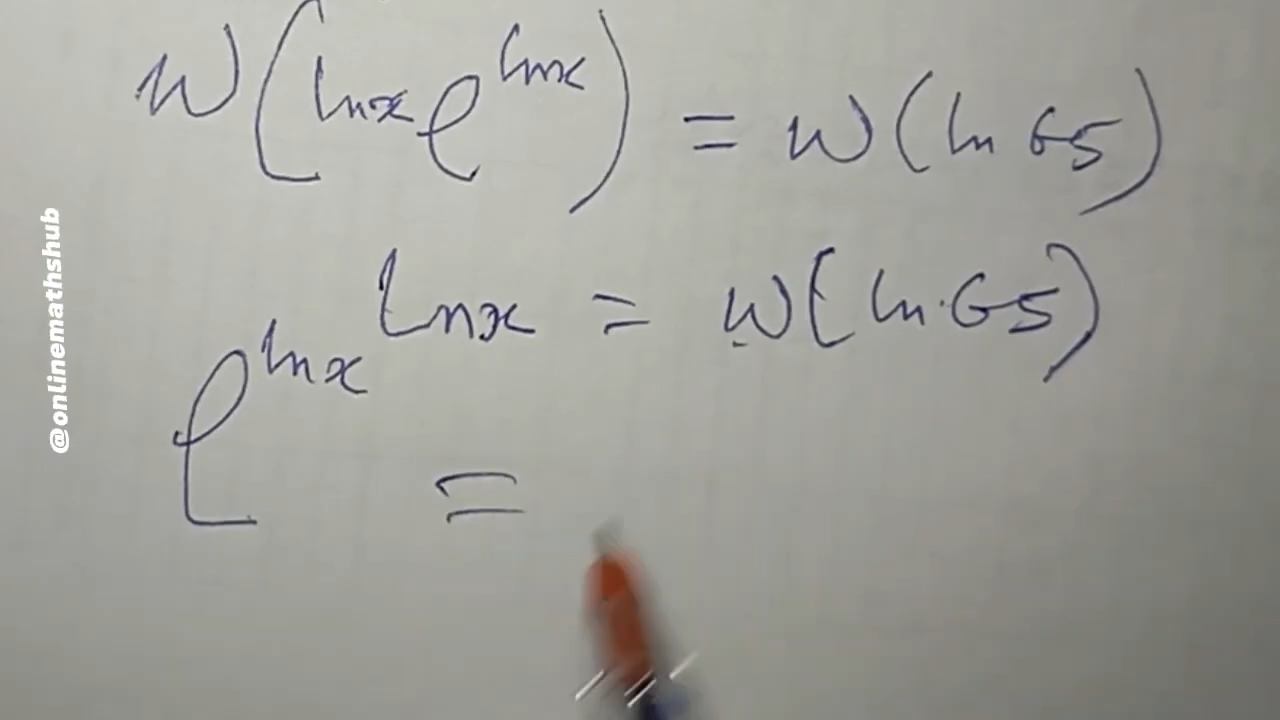 W(lnx e^lnx) = W(ln 65)
lnx = W(ln·65)
e^lnx =
@onlinemathshub